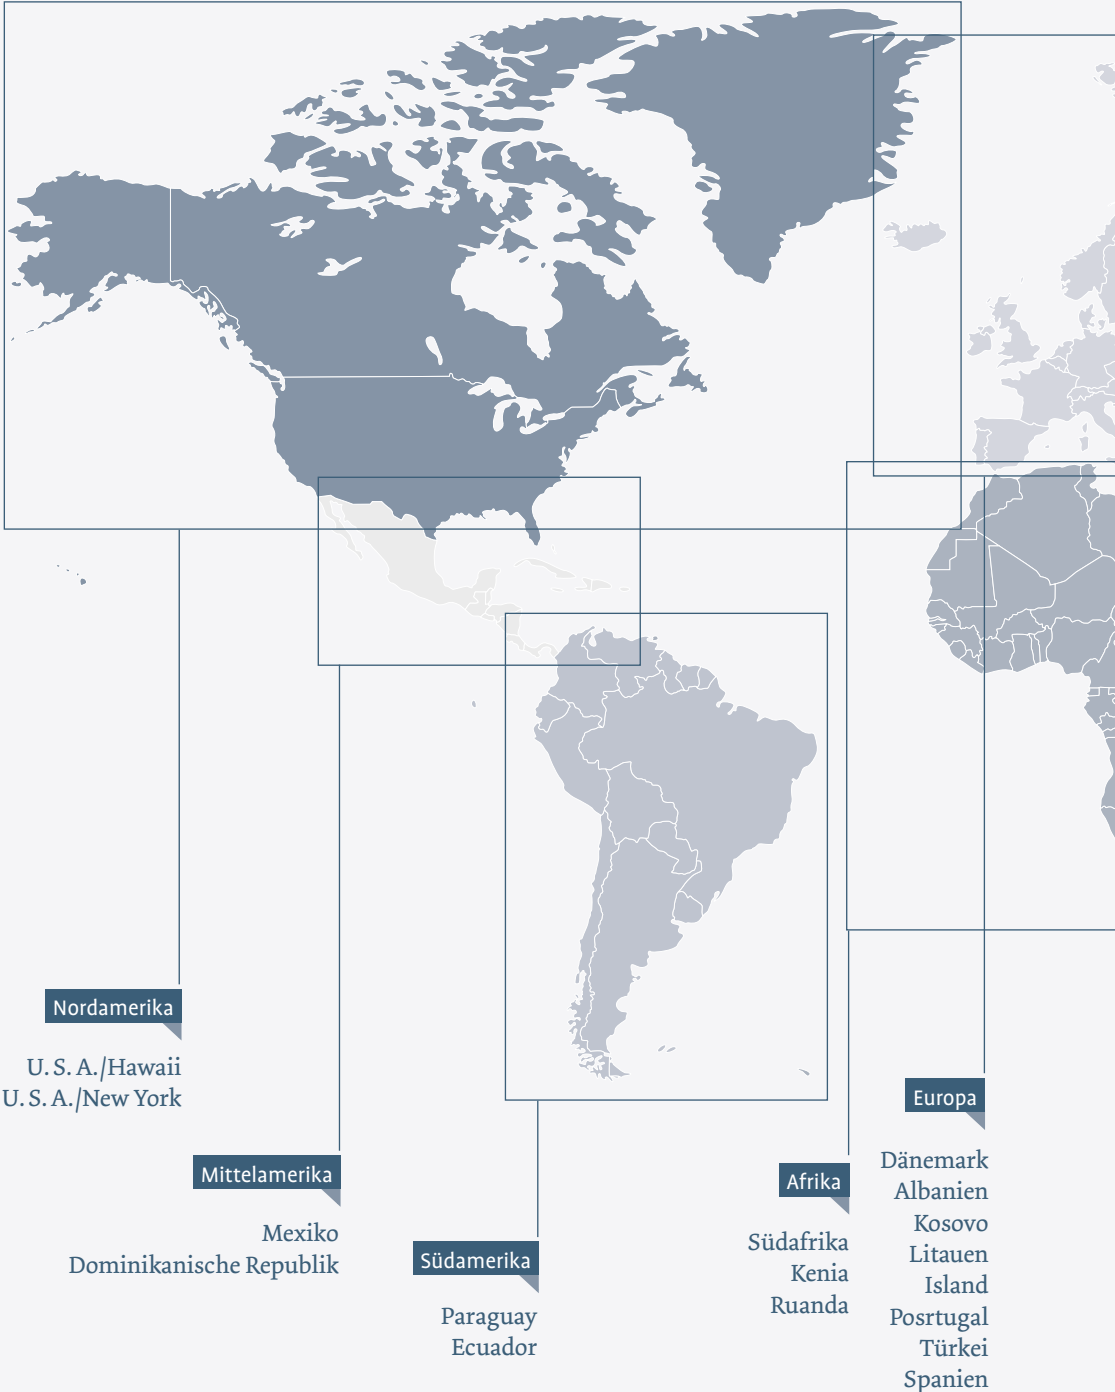 Nordamerika
U. S. A./Hawaii
U. S. A./New York
Mittelamerika
Mexiko
Dominikanische Republik
Südamerika
Paraguay
Ecuador
Afrika
Südafrika
Kenia
Ruanda
Europa
Dänemark
Albanien
Kosovo
Litauen
Island
Posrtugal
Türkei
Spanien